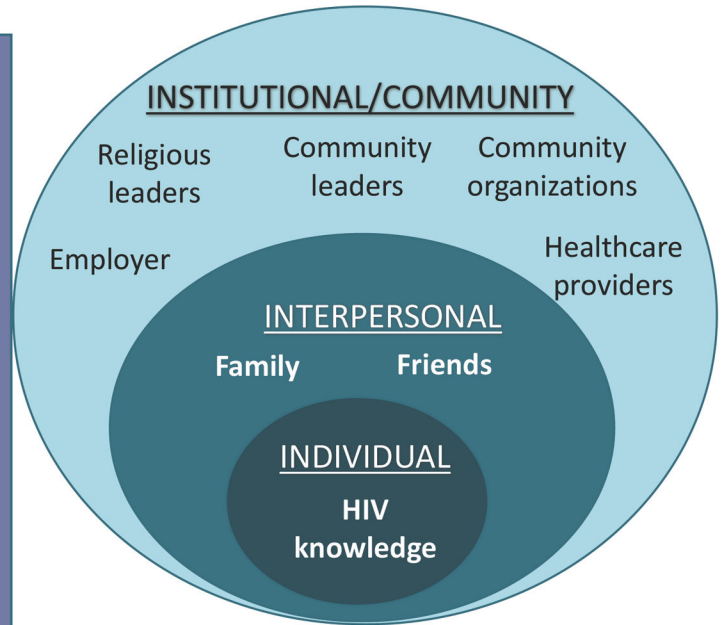 INSTITUTIONAL/COMMUNITY
Religious
leaders
Community
leaders
Community
organizations
Employer
Healthcare
providers
INTERPERSONAL
Family
Friends
INDIVIDUAL
HIV
knowledge